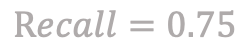 Recall = 0.75